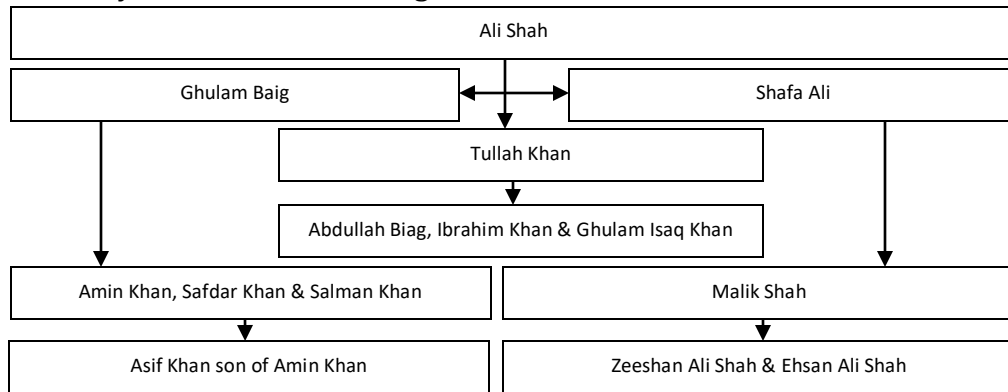 Ali Shah
Ghulam Baig
Shafa Ali
Tullah Khan
Abdullah Biag, Ibrahim Khan & Ghulam Isaq Khan
Amin Khan, Safdar Khan & Salman Khan
Malik Shah
Asif Khan son of Amin Khan
Zeeshan Ali Shah & Ehsan Ali Shah